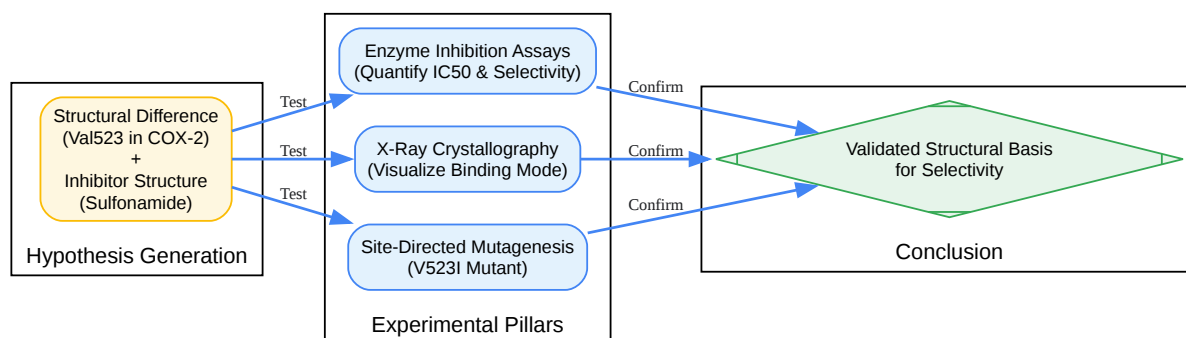 Structural Difference
(Val523 in COX-2)
+
Inhibitor Structure
(Sulfonamide)
Hypothesis Generation
Test
Test
Test
Enzyme Inhibition Assays
(Quantify IC50 & Selectivity)
X-Ray Crystallography
(Visualize Binding Mode)
Site-Directed Mutagenesis
(V523I Mutant)
Experimental Pillars
Confirm
Confirm
Confirm
Validated Structural Basis
for Selectivity
Conclusion